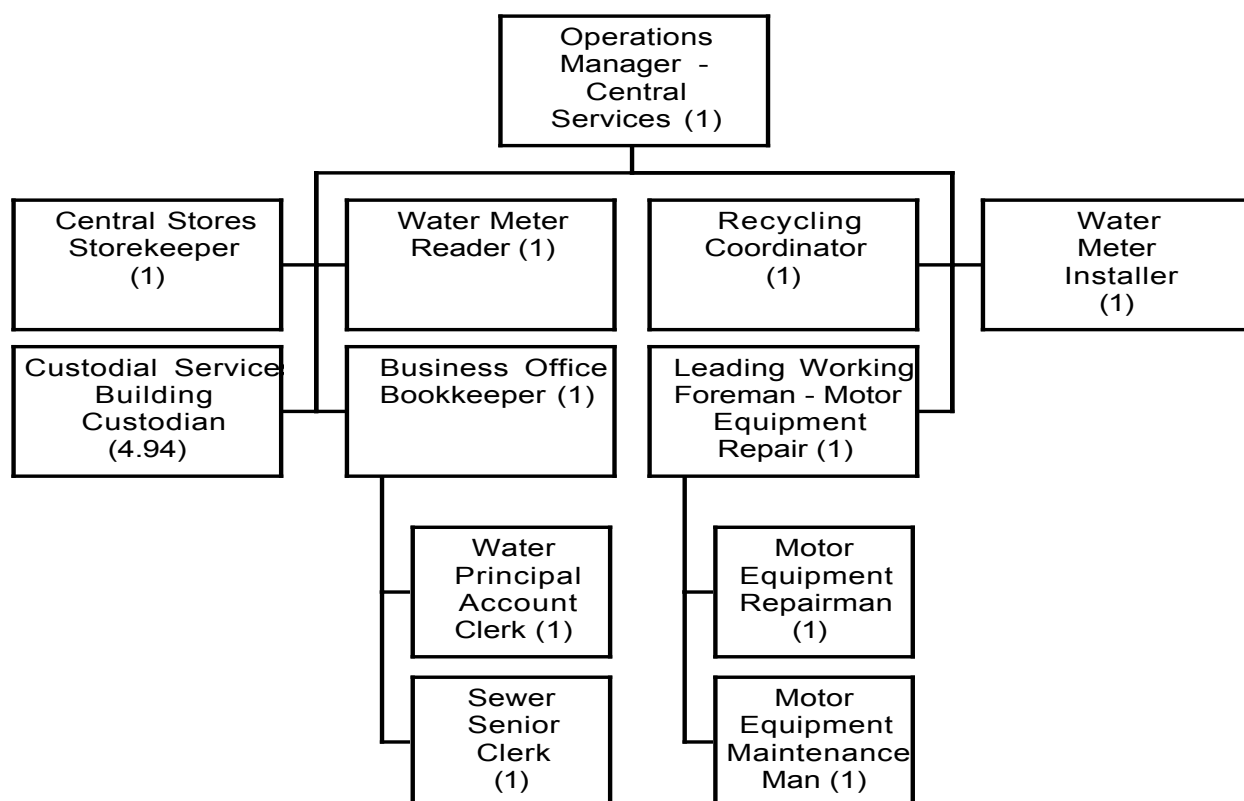 Operations
Manager -
Central
Services (1)
Central Stores
Storekeeper
(1)
Water Meter
Reader (1)
Recycling
Coordinator
(1)
Water
Meter
Installer
(1)
Custodial Service
Building
Custodian
(4.94)
Business Office
Bookkeeper (1)
Leading Working
Foreman - Motor
Equipment
Repair (1)
Water
Principal
Account
Clerk (1)
Motor
Equipment
Repairman
(1)
Sewer
Senior
Clerk
(1)
Motor
Equipment
Maintenance
Man (1)